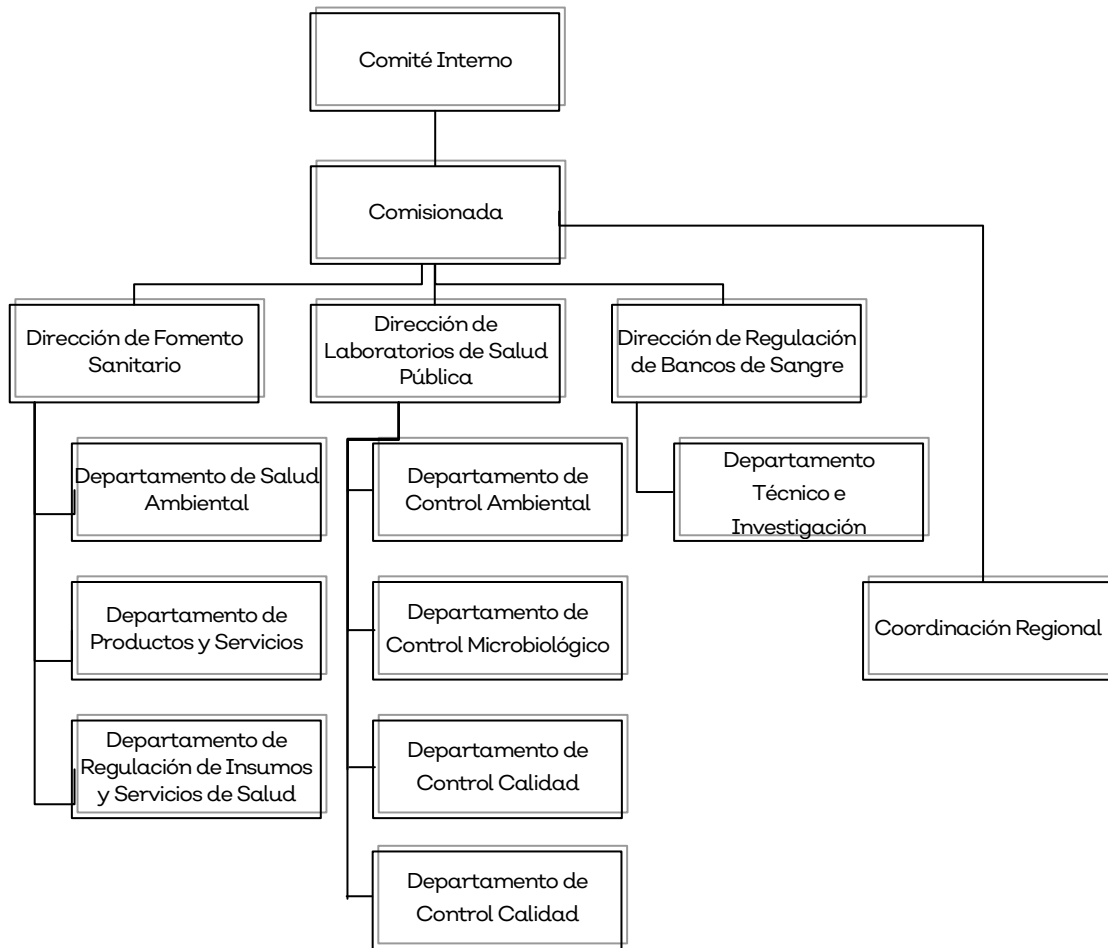 Comité Interno
Comisionada
Dirección de Fomento
Sanitario
Dirección de
Laboratorios de Salud
Pública
Dirección de Regulación
de Bancos de Sangre
Departamento de Salud
Ambiental
Departamento de
Productos y Servicios
Departamento de
Regulación de Insumos
y Servicios de Salud
Departamento de
Control Ambiental
Departamento de
Control Microbiológico
Departamento de
Control Calidad
Departamento de
Control Calidad
Departamento
Técnico e
Investigación
Coordinación Regional